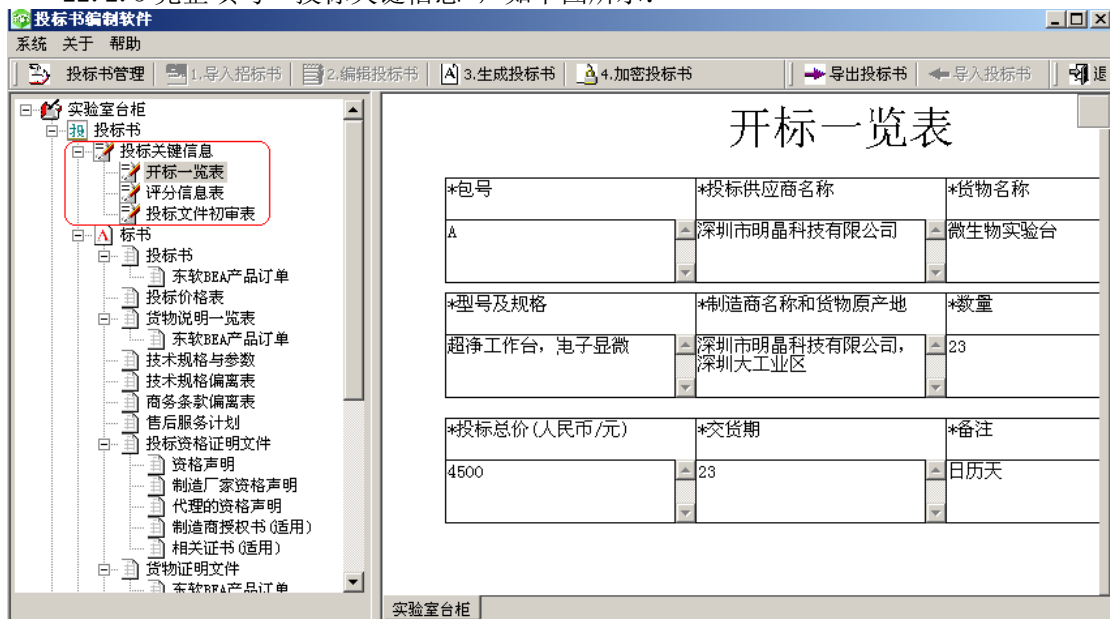 投标书编制软件
系统 关于 帮助
投标书管理 1.导入招标书 2.编辑投标书 3.生成投标书 4.加密投标书 导出投标书 导入投标书
实验室台柜
投标书
投标关键信息
开标一览表
评分信息表
投标文件初审表
标书
投标书
东软BEA产品订单
投标价格表
货物说明一览表
东软BEA产品订单
技术规格与参数
技术规格偏离表
商务条款偏离表
售后服务计划
投标资格证明文件
资格声明
制造厂家资格声明
代理的资格声明
制造商授权书(适用)
相关证书(适用)
货物证明文件
东软BEA产品订单
开标一览表
*包号 *投标供应商名称 *货物名称
A 深圳市明晶科技有限公司 微生物实验台
*型号及规格 *制造商名称和货物原产地 *数量
超净工作台，电子显微 深圳市明晶科技有限公司， 23
深圳大工业区
*投标总价(人民币/元) *交货期 *备注
4500 23 日历天
实验室台柜